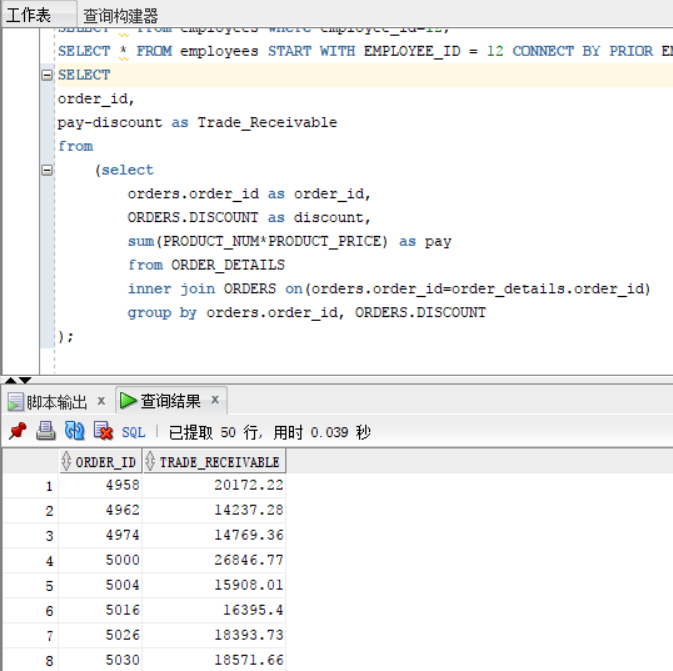 工作表 查询构建器
SELECT * from employees where employee_id=12;
SELECT * FROM employees START WITH EMPLOYEE_ID = 12 CONNECT BY PRIOR
SELECT
order_id,
pay-discount as Trade_Receivable
from
(select
orders.order_id as order_id,
ORDERS.DISCOUNT as discount,
sum(PRODUCT_NUM*PRODUCT_PRICE) as pay
from ORDER_DETAILS
inner join ORDERS on(orders.order_id=order_details.order_id)
group by orders.order_id, ORDERS.DISCOUNT
);
脚本输出 x 查询结果 x
SQL | 已提取 50 行, 用时 0.039 秒
ORDER_ID TRADE_RECEIVABLE
1 4958 20172.22
2 4962 14237.28
3 4974 14769.36
4 5000 26846.77
5 5004 15908.01
6 5016 16395.4
7 5026 18393.73
8 5030 18571.66